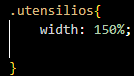 .utensilios{
width: 150%;
}